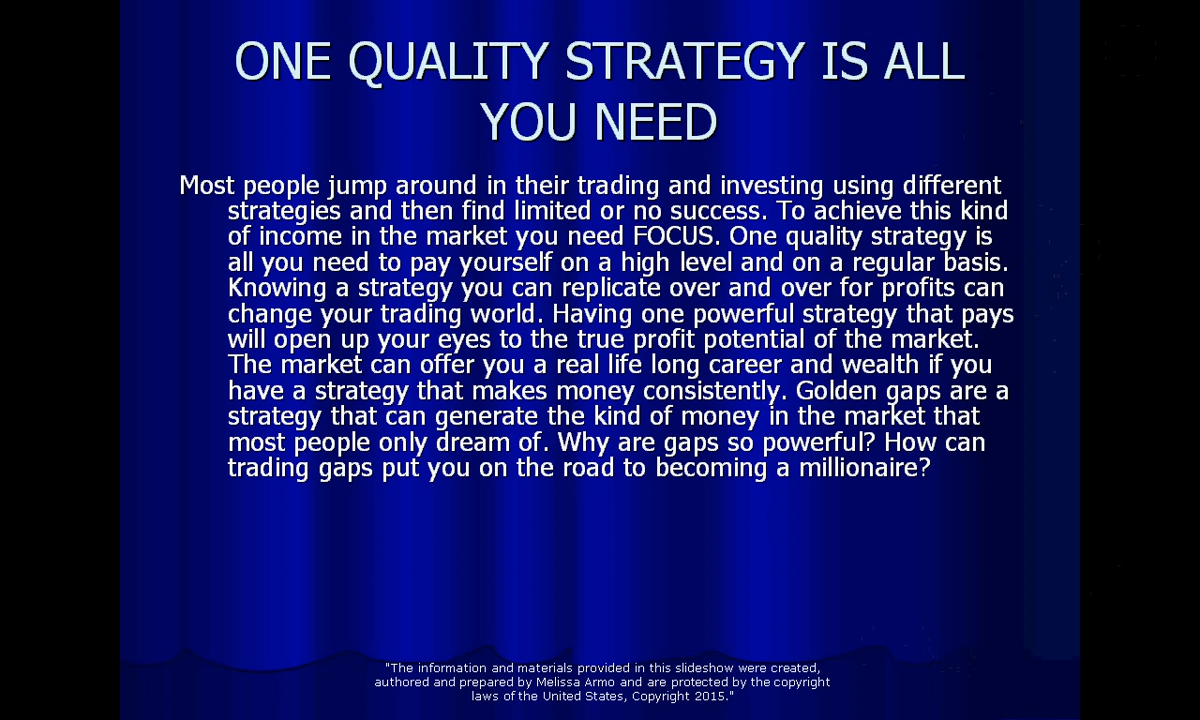 ONE QUALITY STRATEGY IS ALL
YOU NEED
Most people jump around in their trading and investing using different
strategies and then find limited or no success. To achieve this kind
of income in the market you need FOCUS. One quality strategy is
all you need to pay yourself on a high level and on a regular basis.
Knowing a strategy you can replicate over and over for profits can
change your trading world. Having one powerful strategy that pays
will open up your eyes to the true profit potential of the market.
The market can offer you a real life long career and wealth if you
have a strategy that makes money consistently. Golden gaps are a
strategy that can generate the kind of money in the market that
most people only dream of. Why are gaps so powerful? How can
trading gaps put you on the road to becoming a millionaire?
"The information and materials provided in this slideshow were created,
authored and prepared by Melissa Armo and are protected by the copyright
laws of the United States, Copyright 2015."